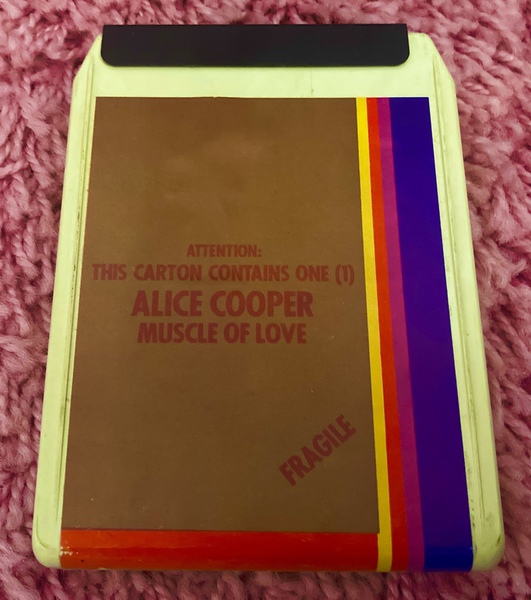 ATTENTION:
THIS CARTON CONTAINS ONE (1)
ALICE COOPER
MUSCLE OF LOVE
FRAGILE